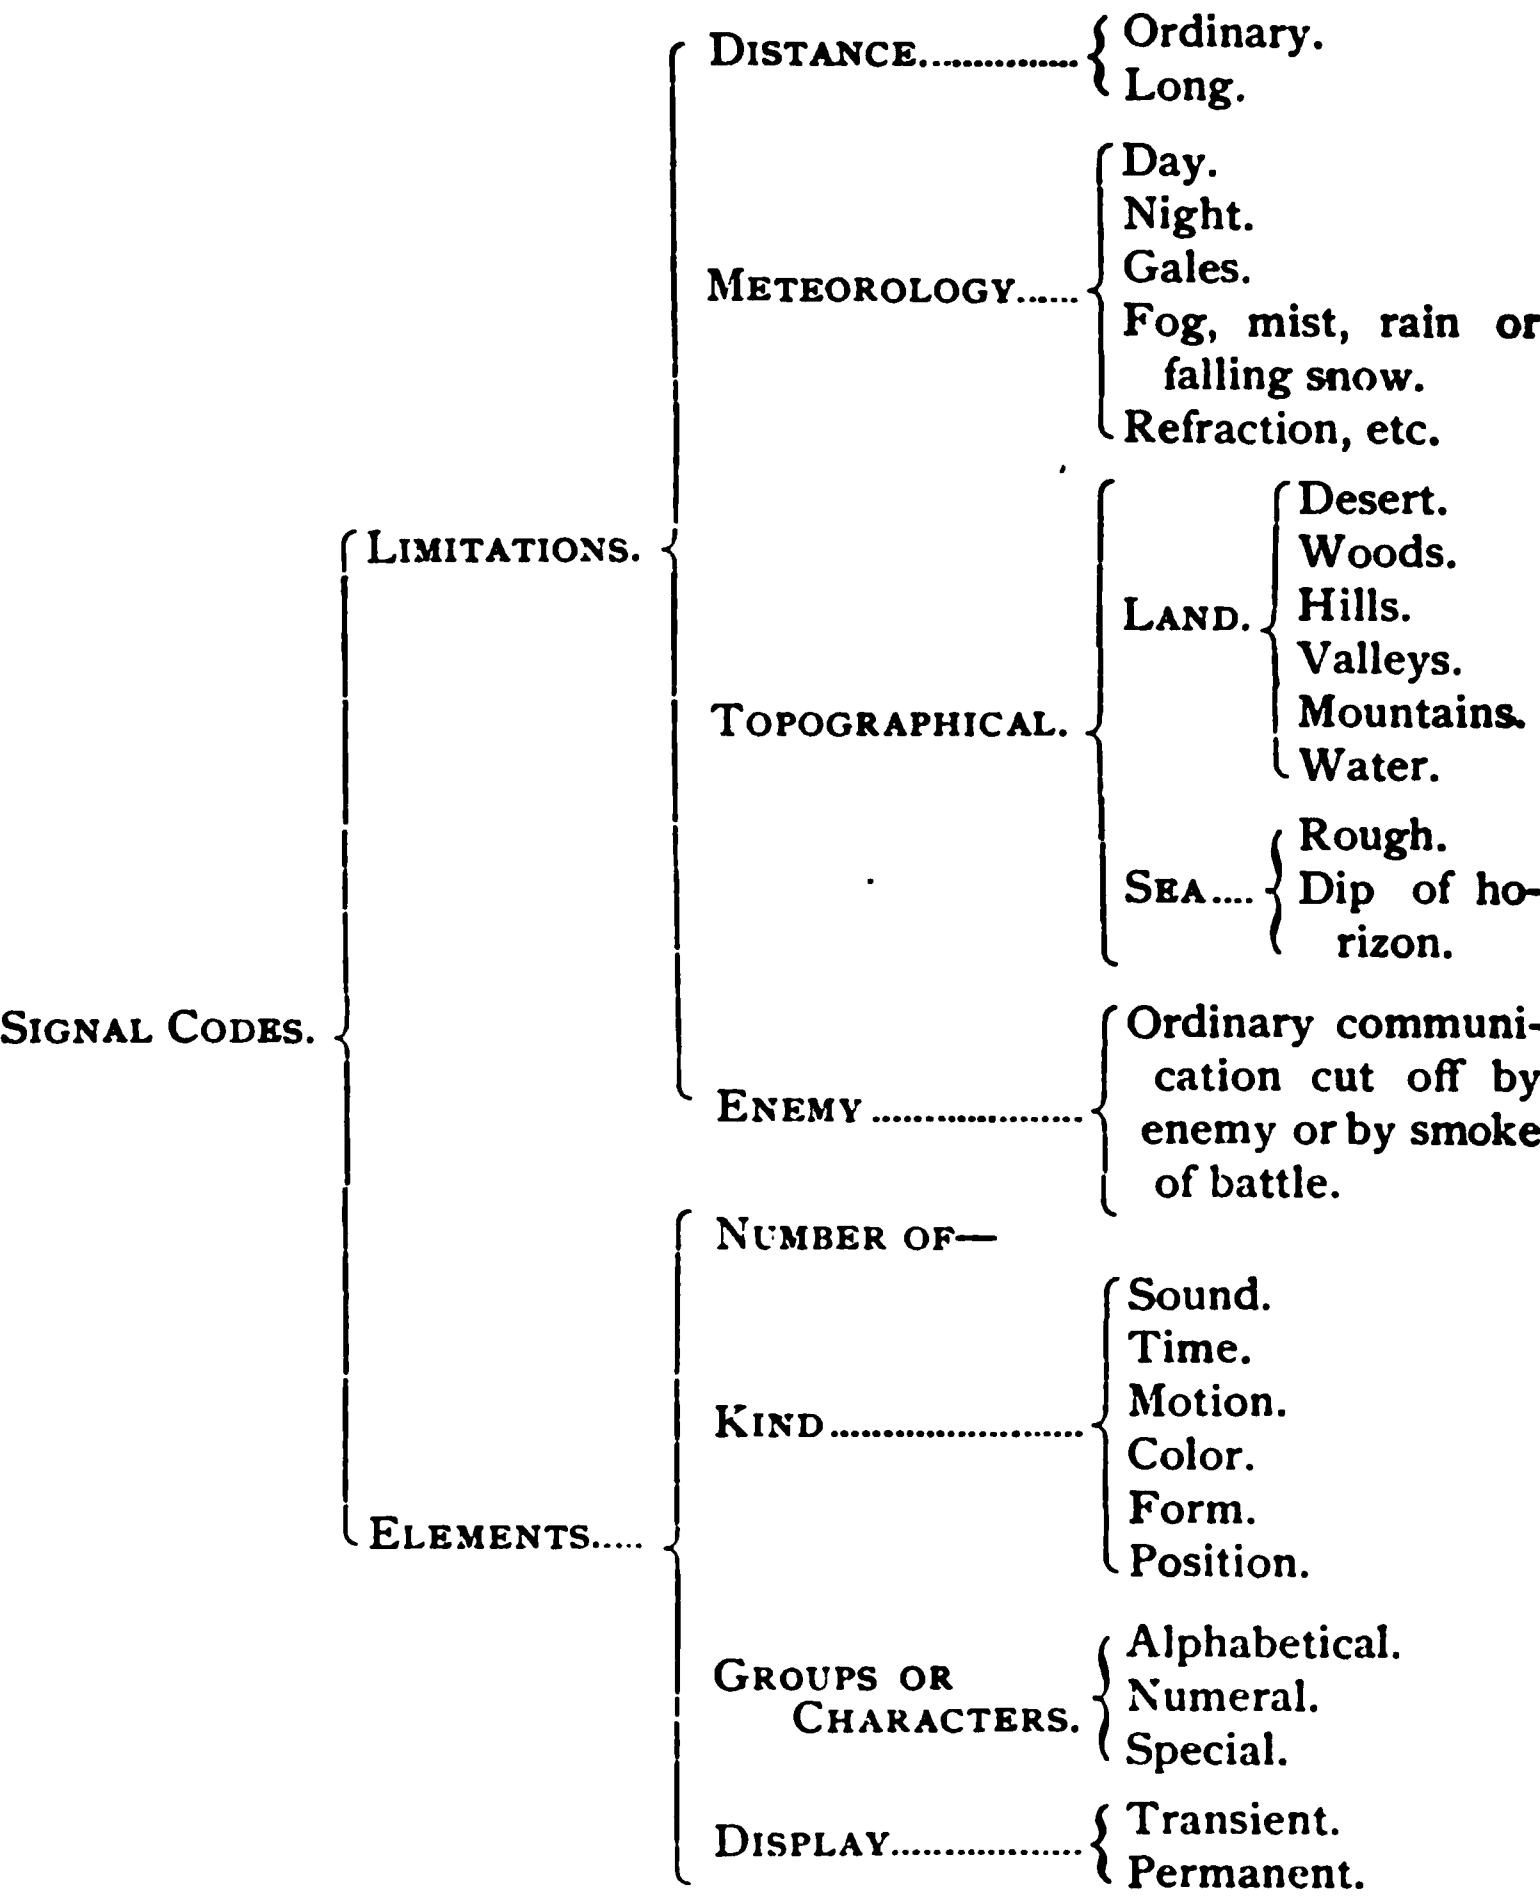 DISTANCE............... Ordinary.
Long.
Day.
Night.
Gales.
METEOROLOGY......
Fog, mist, rain or
falling snow.
Refraction, etc.
LIMITATIONS.
Desert.
Woods.
Hills.
LAND.
Valleys.
Mountains.
Water.
TOPOGRAPHICAL.
Rough.
SEA.... Dip of ho-
rizon.
SIGNAL CODES.
Ordinary communi-
cation cut off by
ENEMY ..................... enemy or by smoke
of battle.
NUMBER OF—
Sound.
Time.
Motion.
KIND.........................
Color.
Form.
Position.
ELEMENTS.....
Alphabetical.
GROUPS OR
CHARACTERS.
Numeral.
Special.
DISPLAY................... Transient.
Permanent.